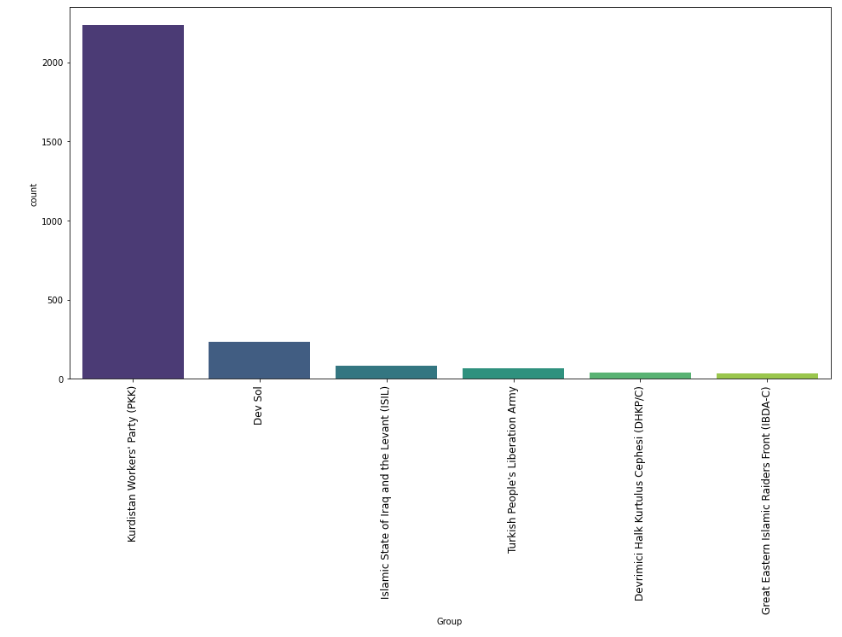 2000
1500
1000
500
0
count
Kurdistan Workers' Party (PKK)
Dev Sol
Islamic State of Iraq and the Levant (ISIL)
Turkish People's Liberation Army
Devrimici Halk Kurtulus Cephesi (DHKP/C)
Great Eastern Islamic Raiders Front (IBDA-C)
Group